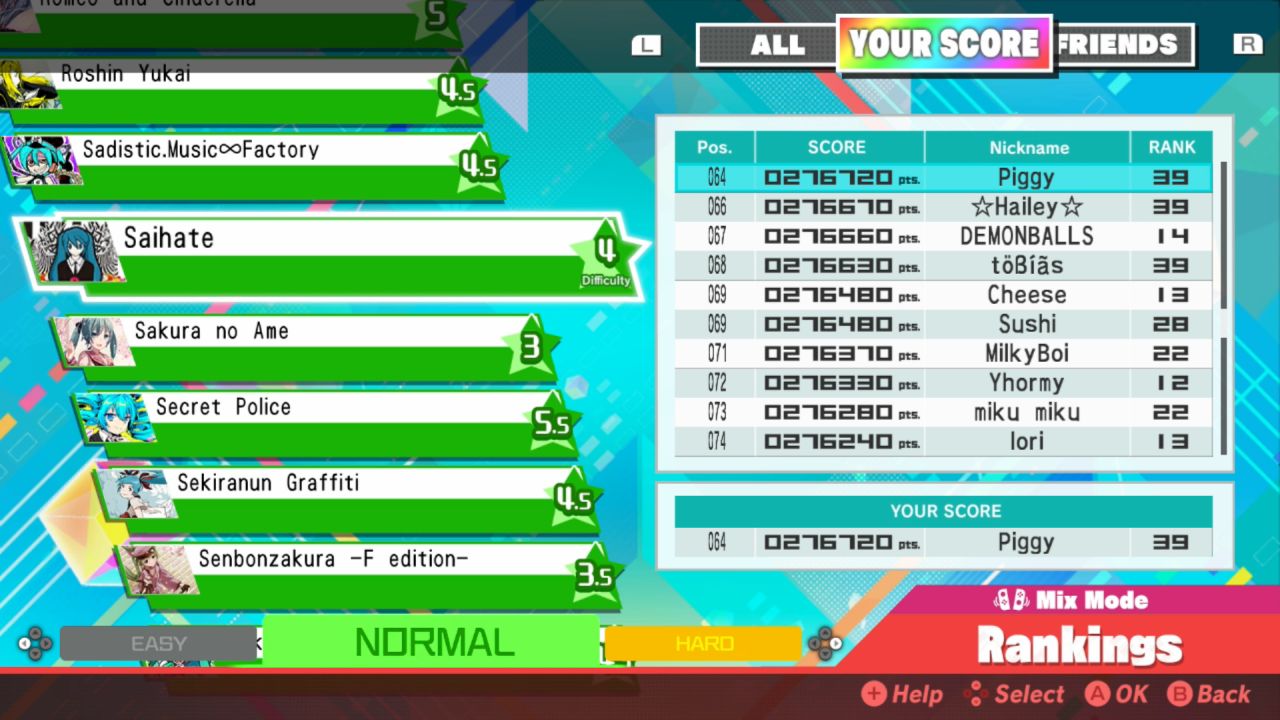 Romeo and Cinderella
5
Roshin Yukai
4.5
Sadistic.Music∞Factory
4.5
Saihate
4
Difficulty
Sakura no Ame
3
Secret Police
5.5
Sekiranun Graffiti
4.5
Senbonzakura -F edition-
3.5
EASY
NORMAL
HARD
L
ALL
YOUR SCORE
FRIENDS
R
Pos. SCORE Nickname RANK
064 0276720 pts. Piggy 39
066 0276670 pts. ☆Hailey☆ 39
067 0276660 pts. DEMONBALLS 14
068 0276630 pts. töBíãs 39
069 0276480 pts. Cheese 13
069 0276480 pts. Sushi 28
071 0276370 pts. MilkyBoi 22
072 0276330 pts. Yhormy 12
073 0276280 pts. miku miku 22
074 0276240 pts. lori 13
YOUR SCORE
064 0276720 pts. Piggy 39
Mix Mode
Rankings
+ Help Select A OK B Back